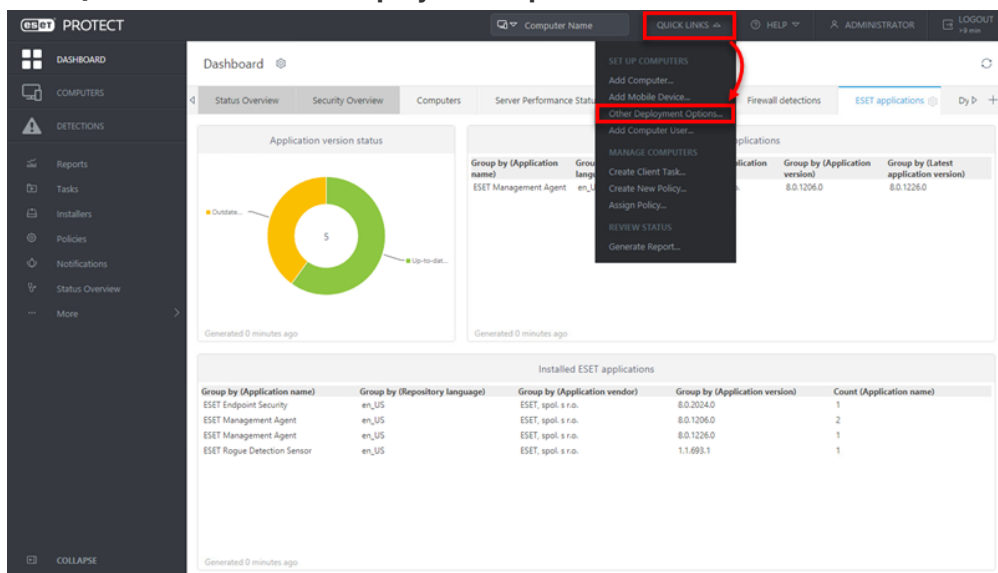 eseT PROTECT
Computer Name
QUICK LINKS
HELP
ADMINISTRATOR
LOGOUT
>9 min
DASHBOARD
COMPUTERS
DETECTIONS
Reports
Tasks
Installers
Policies
Notifications
Status Overview
More
COLLAPSE
Dashboard
Status Overview
Security Overview
Computers
Server Performance Statu
Firewall detections
ESET applications
Dy
SET UP COMPUTERS
Add Computer...
Add Mobile Device...
Other Deployment Options...
Add Computer User...
MANAGE COMPUTERS
Create Client Task...
Create New Policy...
Assign Policy...
REVIEW STATUS
Generate Report...
Application version status
Outdate...
5
Up-to-dat...
Generated 0 minutes ago
plications
Group by (Application name) Grou langu lication Group by (Application version) Group by (Latest application version)
ESET Management Agent en_U 8.0.1206.0 8.0.1226.0
Generated 0 minutes ago
Installed ESET applications
Group by (Application name) Group by (Repository language) Group by (Application vendor) Group by (Application version) Count (Application name)
ESET Endpoint Security en_US ESET, spol. s r.o. 8.0.2024.0 1
ESET Management Agent en_US ESET, spol. s r.o. 8.0.1206.0 2
ESET Management Agent en_US ESET, spol. s r.o. 8.0.1226.0 1
ESET Rogue Detection Sensor en_US ESET, spol. s r.o. 1.1.693.1 1
Generated 0 minutes ago